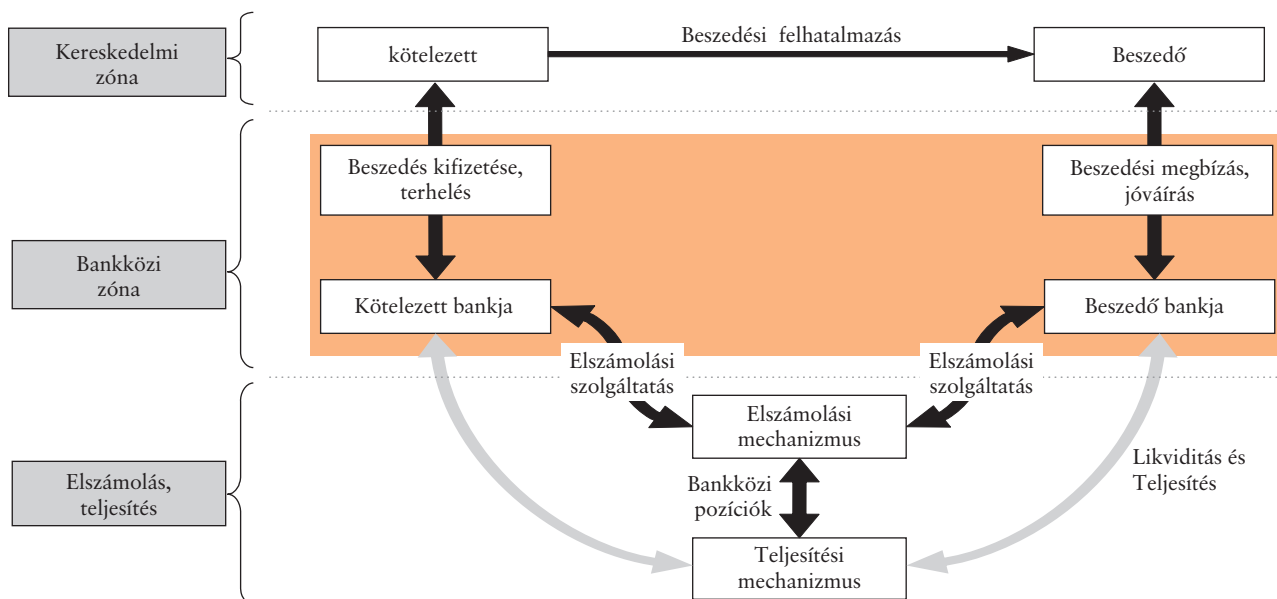 Kereskedelmi
zóna
kötelezett
Beszedési felhatalmazás
Beszedő
Beszedés kifizetése,
terhelés
Beszedési megbízás,
jóváírás
Bankközi
zóna
Kötelezett bankja
Beszedő bankja
Elszámolási
szolgáltatás
Elszámolási
szolgáltatás
Elszámolási
mechanizmus
Elszámolás,
teljesítés
Bankközi
pozíciók
Likviditás és
Teljesítés
Teljesítési
mechanizmus